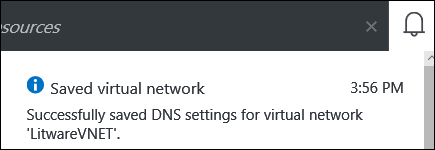 esources
Saved virtual network 3:56 PM
Successfully saved DNS settings for virtual network
'LitwareVNET'.